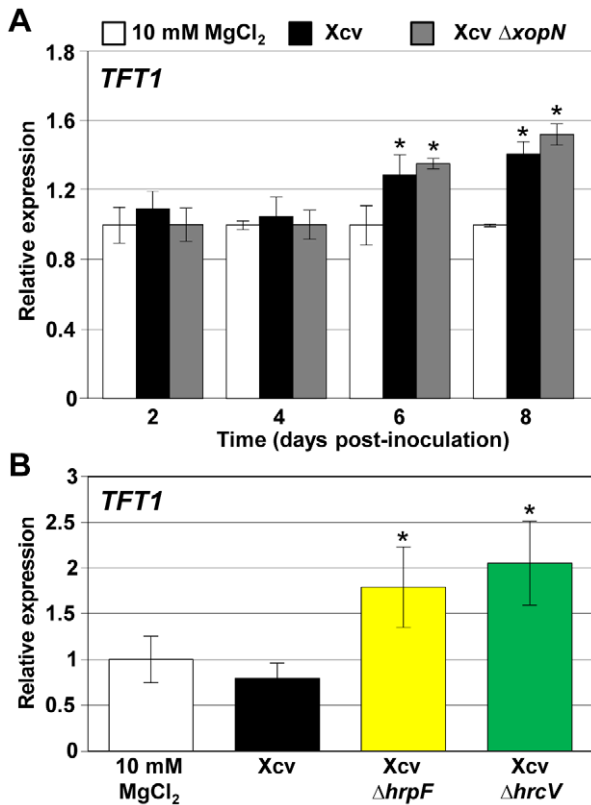 A
10 mM MgCl₂ Xcv Xcv ΔxopN
1.8
TFT1
1.6
1.2
0.8
0.4
0
Relative expression
* *
* *
2 4 6 8
Time (days post-inoculation)
B
3
TFT1
2.5
2
1.5
1
0.5
0
Relative expression
*
*
10 mM MgCl₂
Xcv
Xcv ΔhrpF
Xcv ΔhrcV